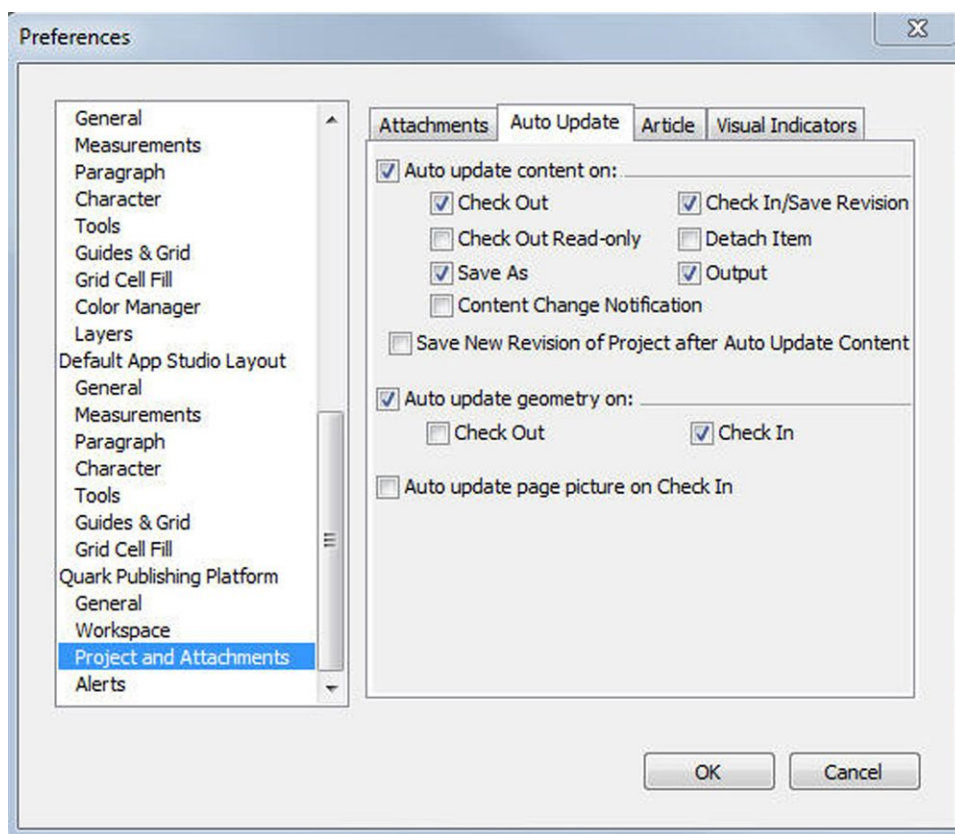 Preferences
General
Measurements
Paragraph
Character
Tools
Guides & Grid
Grid Cell Fill
Color Manager
Layers
Default App Studio Layout
General
Measurements
Paragraph
Character
Tools
Guides & Grid
Grid Cell Fill
Quark Publishing Platform
General
Workspace
Project and Attachments
Alerts
Attachments Auto Update Article Visual Indicators
Auto update content on:
Check Out Check In/Save Revision
Check Out Read-only Detach Item
Save As Output
Content Change Notification
Save New Revision of Project after Auto Update Content
Auto update geometry on:
Check Out Check In
Auto update page picture on Check In
OK Cancel